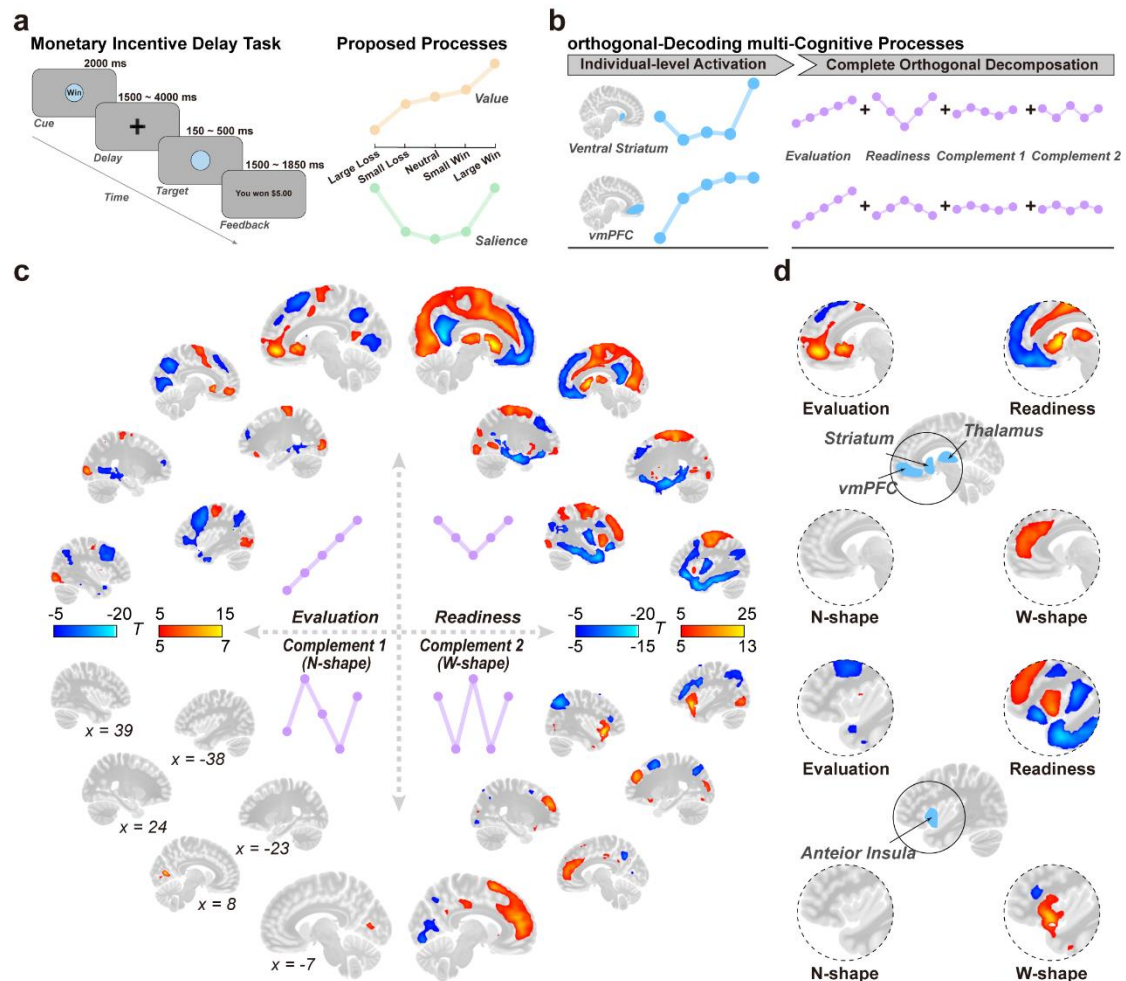 a
Monetary Incentive Delay Task
2000 ms
Win
Cue
1500 ~ 4000 ms
+
Delay
150 ~ 500 ms
Target
1500 ~ 1850 ms
You won $5.00
Feedback
Time
Proposed Processes
Value
Large Loss
Small Loss
Neutral
Small Win
Large Win
Salience
b
orthogonal-Decoding multi-Cognitive Processes
Individual-level Activation
Complete Orthogonal Decomposation
Ventral Striatum
+ + +
Evaluation Readiness Complement 1 Complement 2
vmPFC
+ + +
c
-5 -20 T 5 15
5 7
Evaluation
Readiness
-5 -20 T 5 25
-5 -15 5 13
Complement 1
(N-shape)
Complement 2
(W-shape)
x = 39
x = -38
x = 24
x = -23
x = 8
x = -7
d
Evaluation
Readiness
Striatum
Thalamus
vmPFC
N-shape
W-shape
Evaluation
Readiness
Anteior Insula
N-shape
W-shape